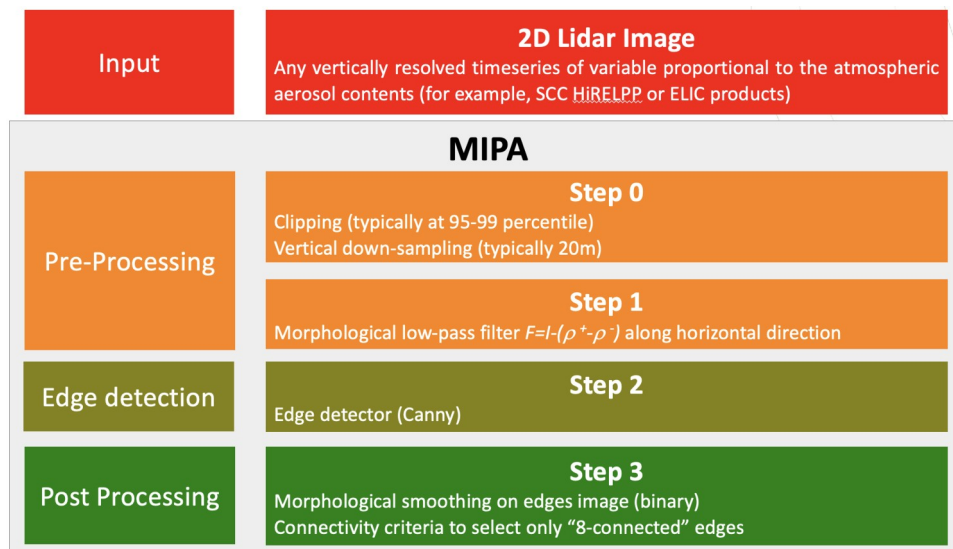 Input
2D Lidar Image
Any vertically resolved timeseries of variable proportional to the atmospheric
aerosol contents (for example, SCC HiRELPP or ELIC products)
MIPA
Pre-Processing
Step 0
Clipping (typically at 95-99 percentile)
Vertical down-sampling (typically 20m)
Step 1
Morphological low-pass filter F=I-(ρ⁺-ρ⁻) along horizontal direction
Edge detection
Step 2
Edge detector (Canny)
Post Processing
Step 3
Morphological smoothing on edges image (binary)
Connectivity criteria to select only “8-connected” edges